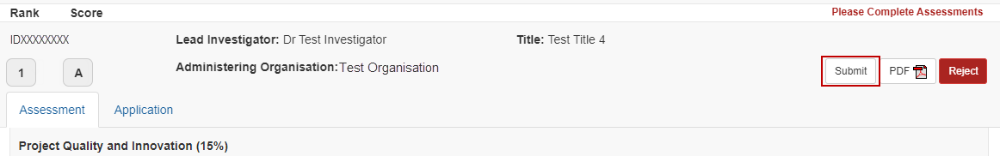 Rank Score Please Complete Assessments
IDXXXXXXXX Lead Investigator: Dr Test Investigator Title: Test Title 4
1 A Administering Organisation: Test Organisation Submit PDF Reject
Assessment Application
Project Quality and Innovation (15%)